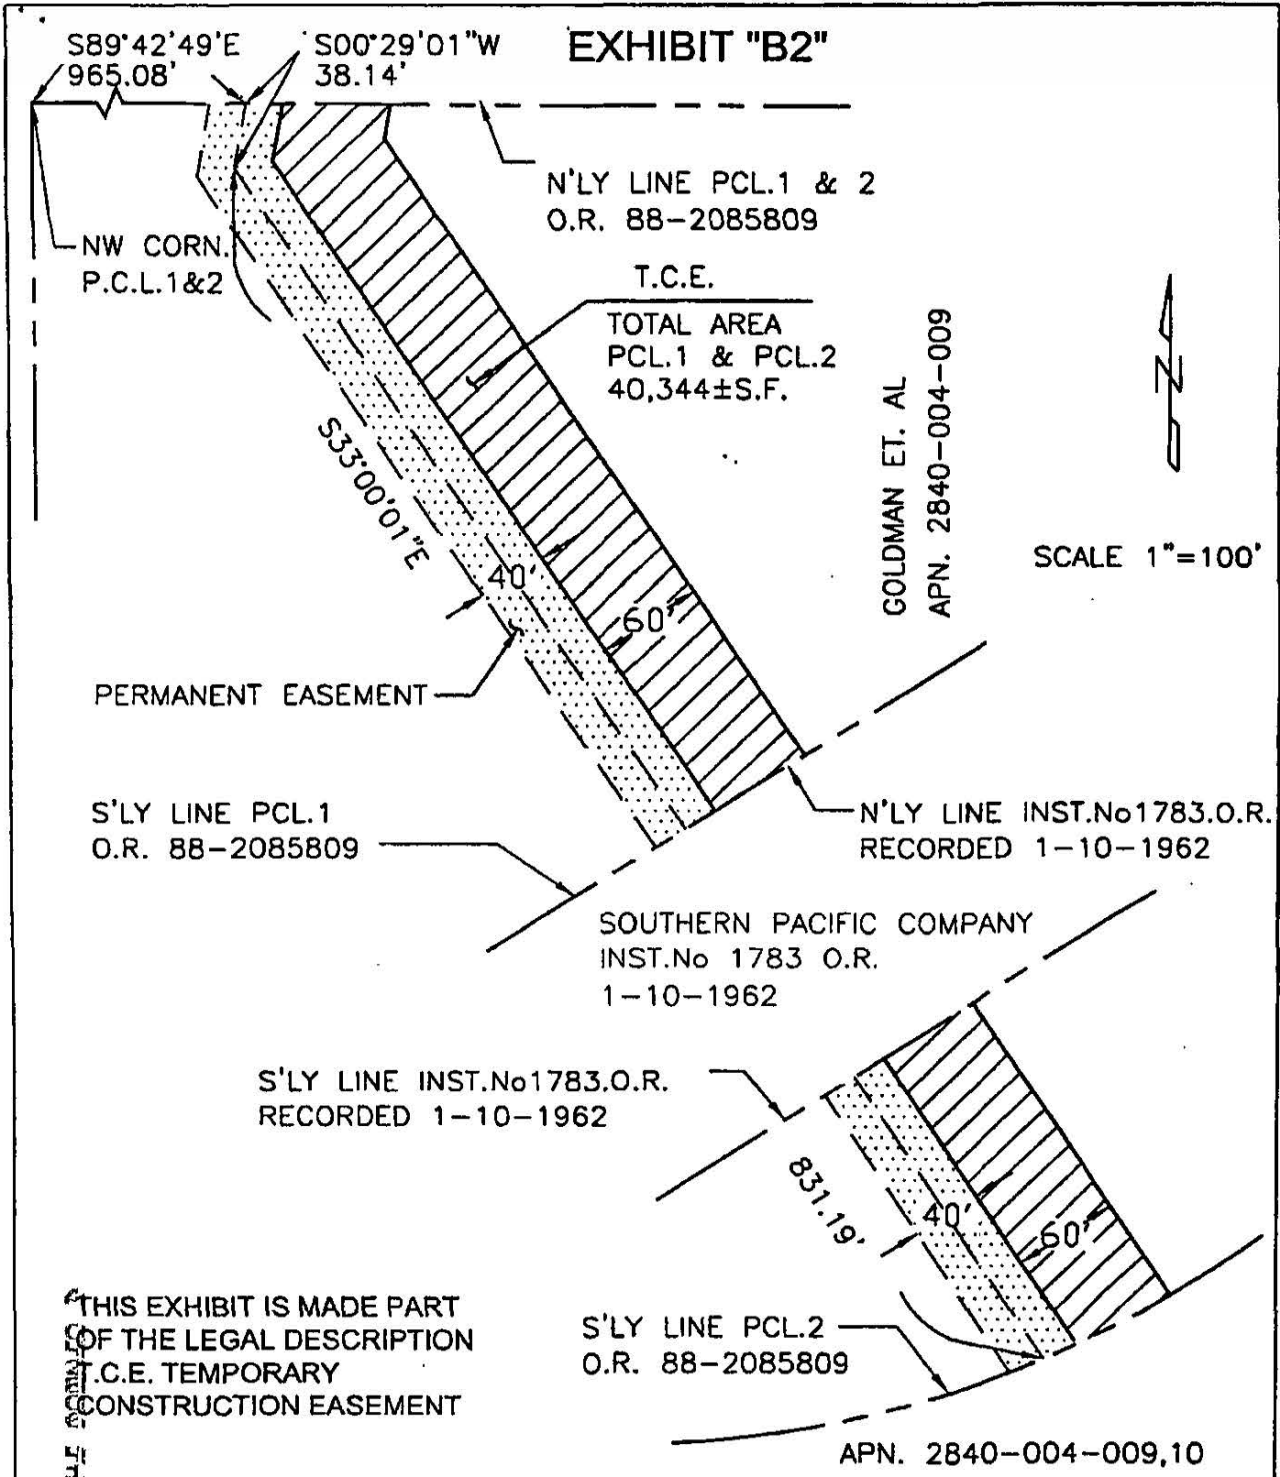 EXHIBIT "B2"
S89°42'49"E
965.08'
S00°29'01"W
38.14'
N'LY LINE PCL.1 & 2
O.R. 88-2085809
NW CORN.
P.C.L.1&2
T.C.E.
TOTAL AREA
PCL.1 & PCL.2
40,344±S.F.
GOLDMAN ET. AL
APN. 2840-004-009
N
SCALE 1"=100'
S33°00'01"E
40'
60'
PERMANENT EASEMENT
S'LY LINE PCL.1
O.R. 88-2085809
N'LY LINE INST.No1783.O.R.
RECORDED 1-10-1962
SOUTHERN PACIFIC COMPANY
INST.No 1783 O.R.
1-10-1962
S'LY LINE INST.No1783.O.R.
RECORDED 1-10-1962
831.19'
40'
60'
THIS EXHIBIT IS MADE PART
OF THE LEGAL DESCRIPTION
T.C.E. TEMPORARY
CONSTRUCTION EASEMENT
S'LY LINE PCL.2
O.R. 88-2085809
APN. 2840-004-009,10